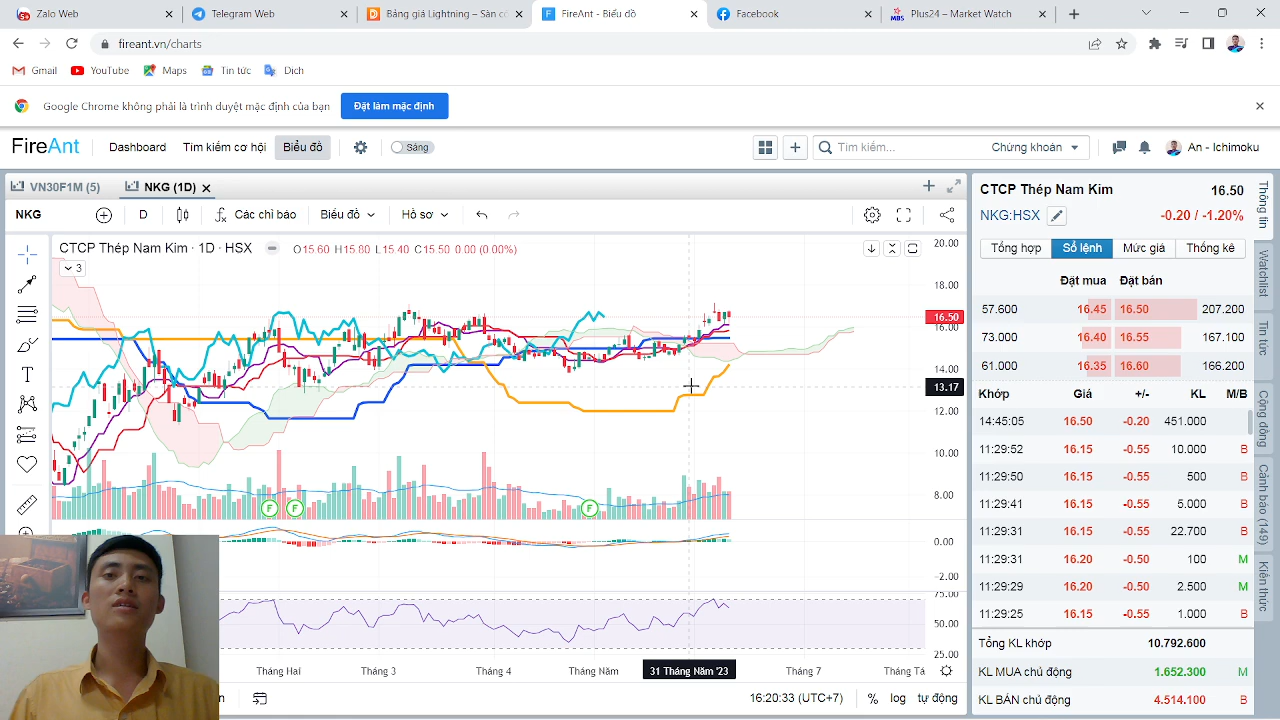 Zalo Web
Telegram Web
Bảng giá Lightning – Sàn cơ
FireAnt - Biểu đồ
Facebook
Plus24 – Market Watch
fireant.vn/charts
Gmail
YouTube
Maps
Tin tức
Dịch
Google Chrome không phải là trình duyệt mặc định của bạn
Đặt làm mặc định
FireAnt
Dashboard
Tìm kiếm cơ hội
Biểu đồ
Sáng
Tìm kiếm...
Chứng khoán
An - Ichimoku
VN30F1M (5)
NKG (1D)
NKG
D
Các chỉ báo
Biểu đồ
Hồ sơ
CTCP Thép Nam Kim · 1D · HSX
O15.60 H15.80 L15.40 C15.50 0.00 (0.00%)
3
20.00
18.00
16.50
16.00
14.00
13.17
12.00
10.00
8.00
0.00
−2.00
75.00
50.00
25.00
F
F
F
Tháng Hai
Tháng 3
Tháng 4
Tháng Năm
31 Tháng Năm '23
Tháng 7
16:20:33 (UTC+7)
%
log
tự động
CTCP Thép Nam Kim
16.50
NKG:HSX
-0.20 / -1.20%
Tổng hợp
Sổ lệnh
Mức giá
Thống kê
Đặt mua
Đặt bán
57.600 16.45 16.50 207.200
73.000 16.40 16.55 167.100
61.000 16.35 16.60 166.200
Khớp Giá +/- KL M/B
14:45:05 16.50 -0.20 451.000
11:29:52 16.15 -0.55 10.000 B
11:29:50 16.15 -0.55 500 B
11:29:41 16.15 -0.55 5.000 B
11:29:31 16.15 -0.55 22.700 B
11:29:31 16.20 -0.50 100 M
11:29:29 16.20 -0.50 2.500 M
11:29:25 16.15 -0.55 1.000 B
Tổng KL khớp 10.792.600
KL MUA chủ động 1.652.300 M
KL BÁN chủ động 4.514.100 B
Thông tin
Watchlist
Tin tức
Cộng đồng
Cảnh báo (149)
Kiến thức